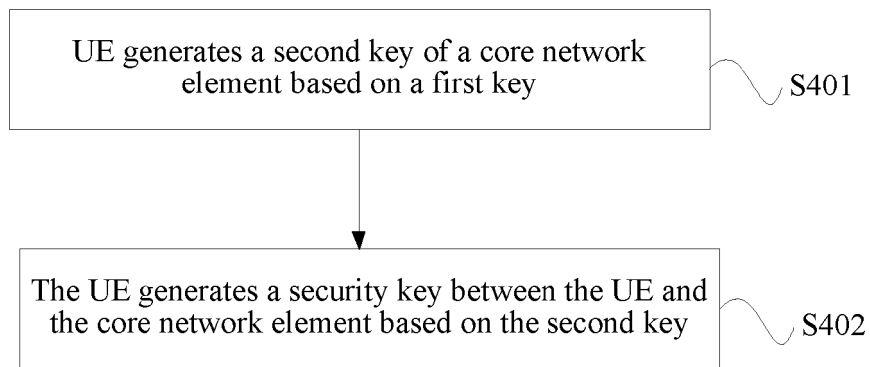 UE generates a second key of a core network
element based on a first key
S401
The UE generates a security key between the UE and
the core network element based on the second key
S402